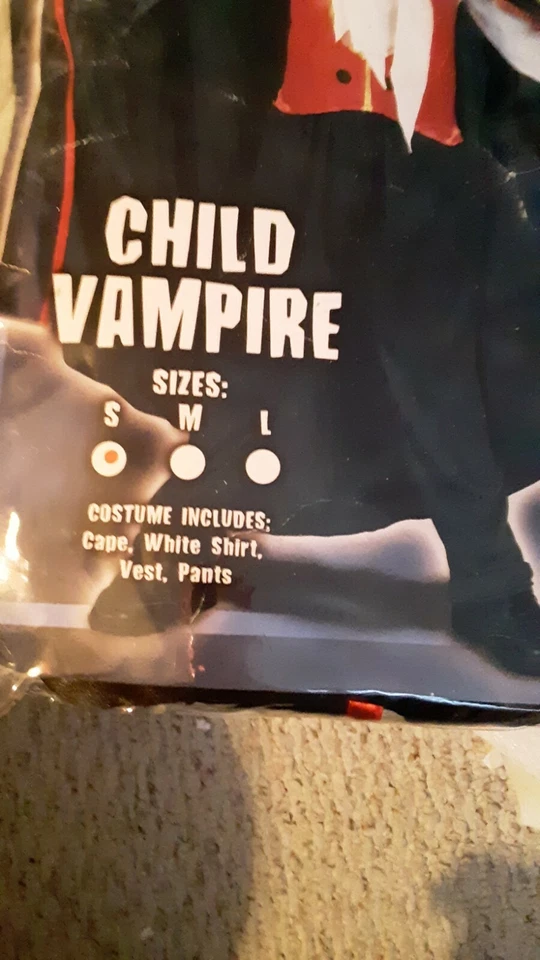 CHILD
VAMPIRE
SIZES:
S M L
COSTUME INCLUDES:
Cape, White Shirt,
Vest, Pants